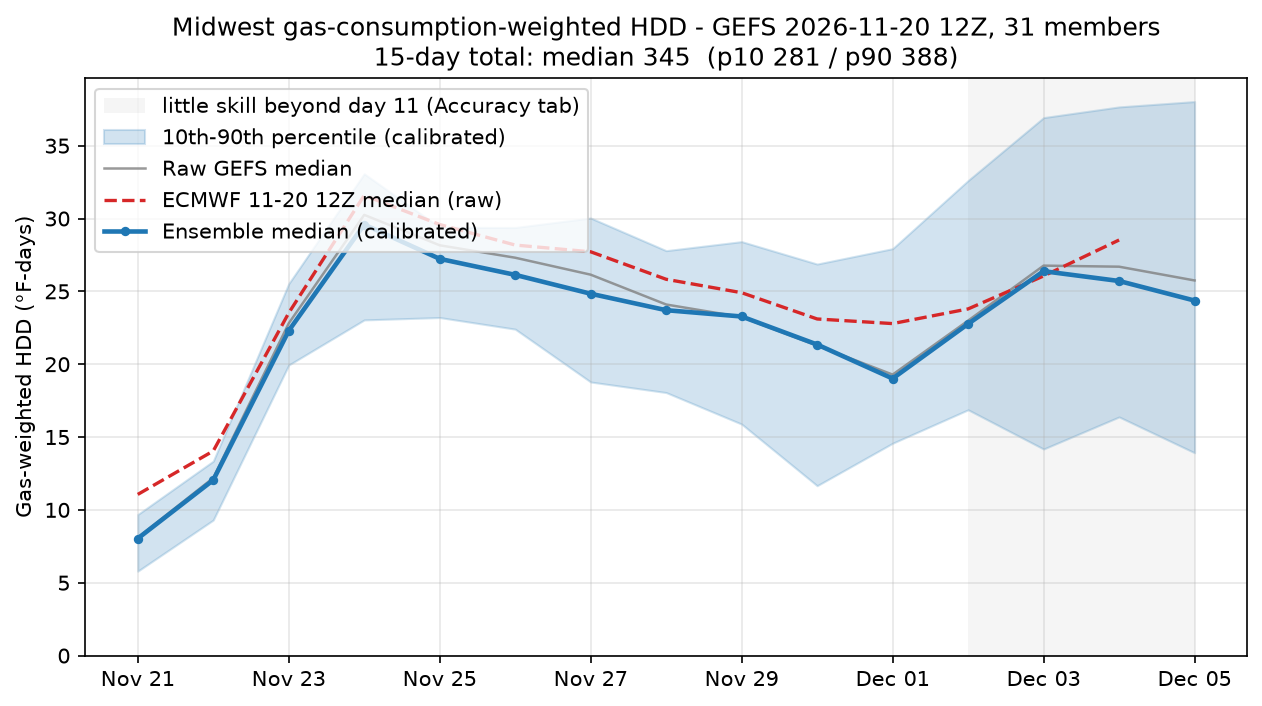 Midwest gas-consumption-weighted HDD - GEFS 2026-11-20 12Z, 31 members
15-day total: median 345  (p10 281 / p90 388)
little skill beyond day 11 (Accuracy tab)
10th-90th percentile (calibrated)
Raw GEFS median
ECMWF 11-20 12Z median (raw)
Ensemble median (calibrated)
Gas-weighted HDD (°F-days)
35
30
25
20
15
10
5
0
Nov 21
Nov 23
Nov 25
Nov 27
Nov 29
Dec 01
Dec 03
Dec 05